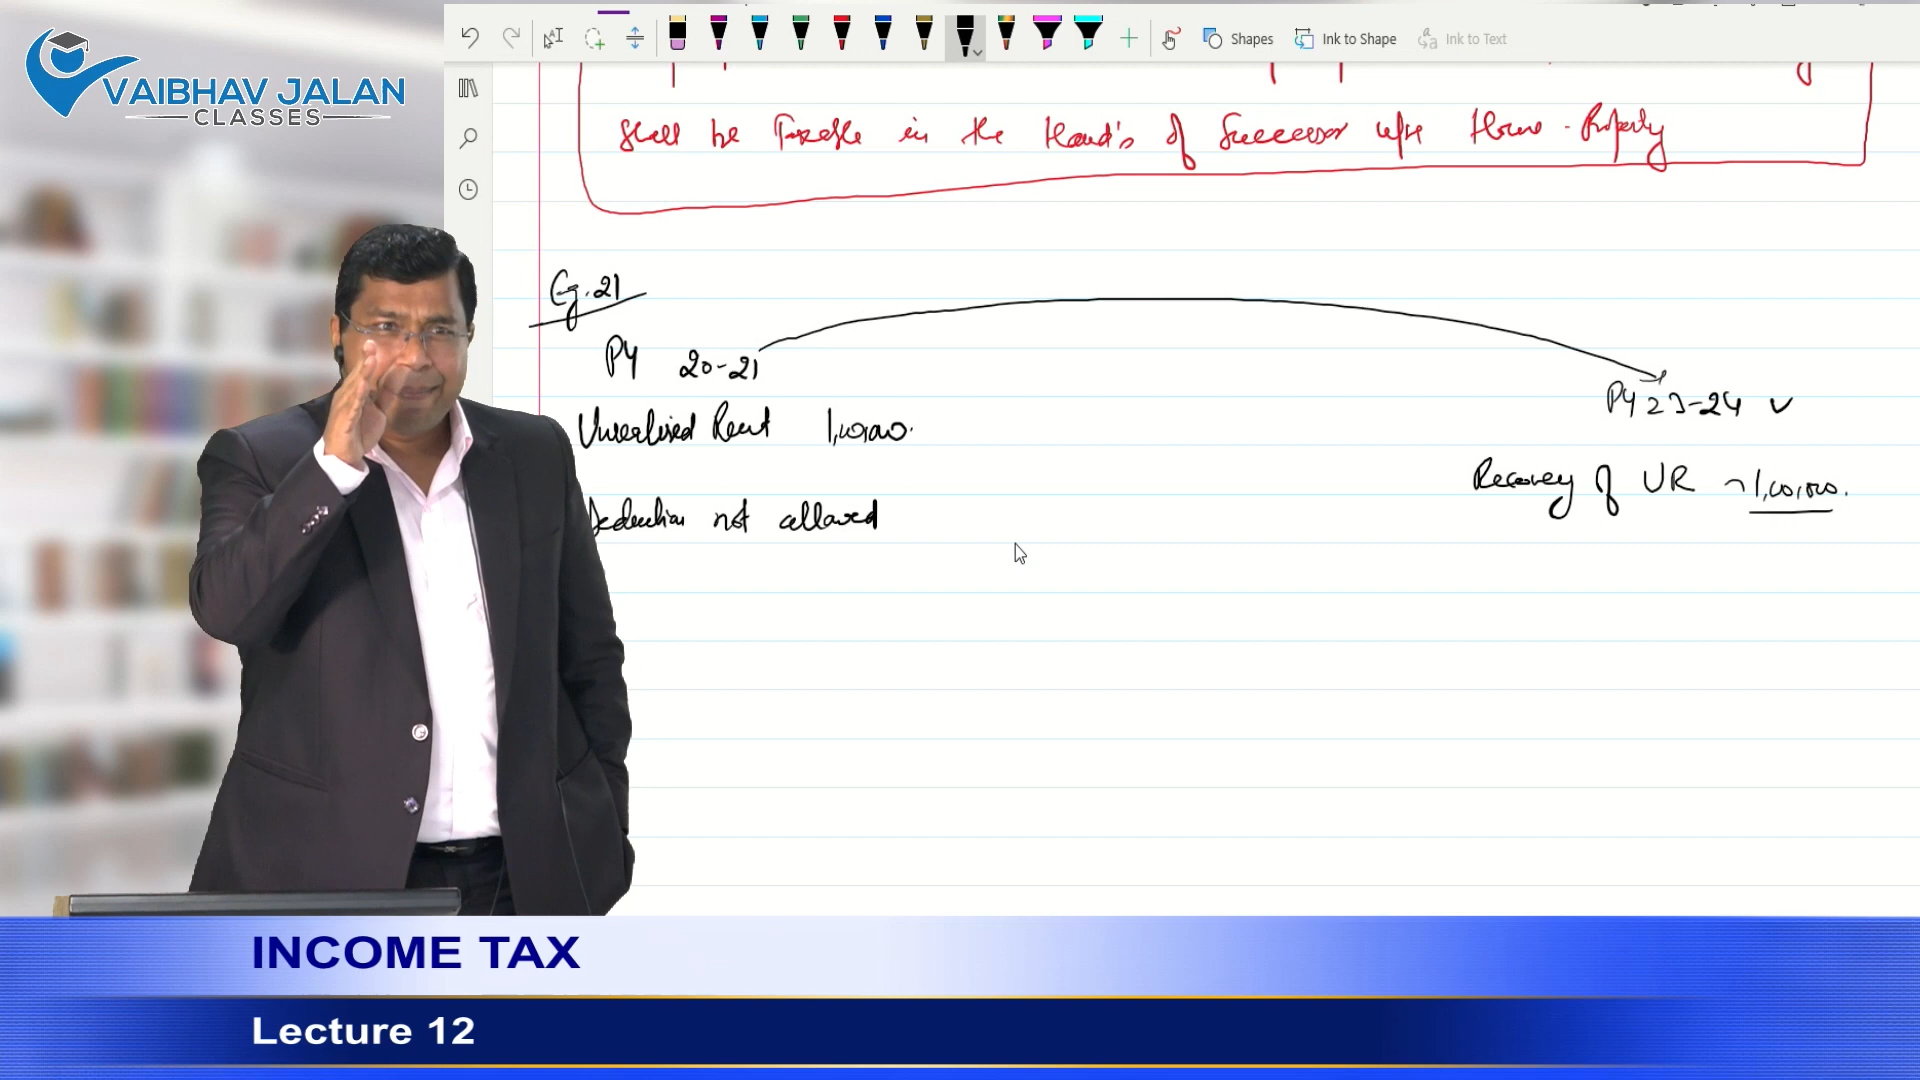 VAIBHAV JALAN
CLASSES
Shapes
Ink to Shape
Ink to Text
Shall be Taxable in the Hand's of Successor u/h House-Property
Eg.21
PY 20-21
PY 23-24
Unrealised Rent 1,00,000.
Recovery of UR 1,00,000.
Deduction not allowed
INCOME TAX
Lecture 12